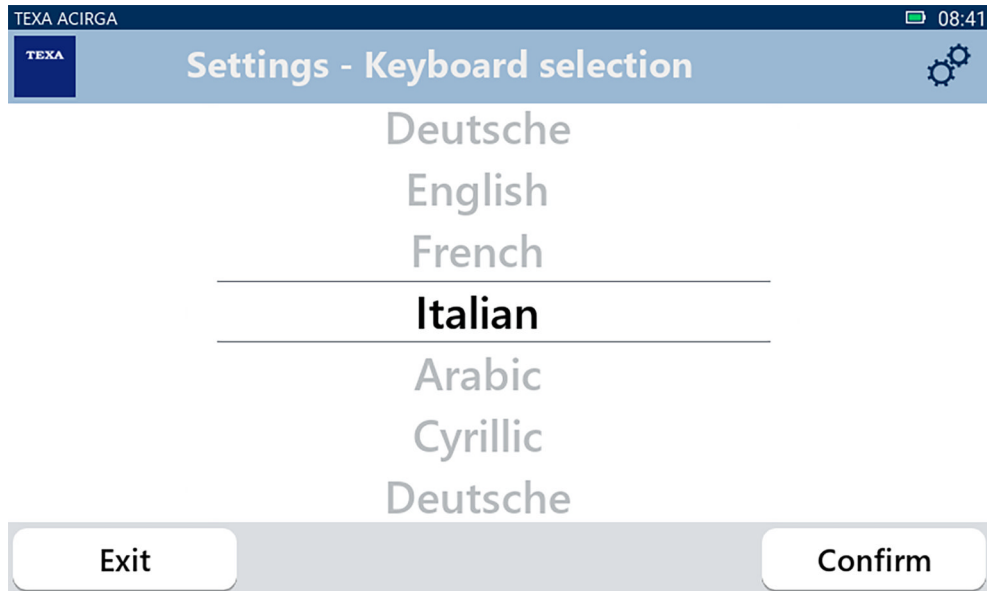 TEXA ACIRGA 08:41
TEXA Settings - Keyboard selection
Deutsche
English
French
Italian
Arabic
Cyrillic
Deutsche
Exit Confirm